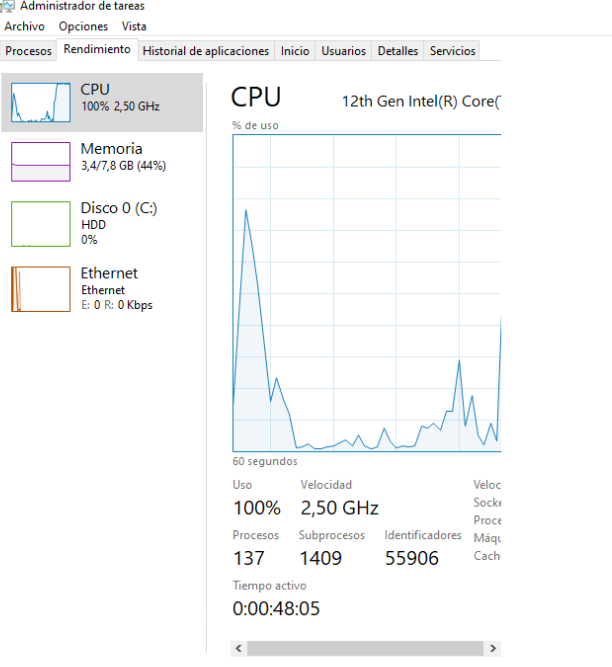 Administrador de tareas
Archivo Opciones Vista
Procesos Rendimiento Historial de aplicaciones Inicio Usuarios Detalles Servicios
CPU
100% 2,50 GHz
Memoria
3,4/7,8 GB (44%)
Disco 0 (C:)
HDD
0%
Ethernet
Ethernet
E: 0 R: 0 Kbps
CPU 12th Gen Intel(R) Core(
% de uso
60 segundos
Uso Velocidad
100% 2,50 GHz
Procesos Subprocesos Identificadores
137 1409 55906
Tiempo activo
0:00:48:05
Veloc
Socke
Proce
Máqu
Cach